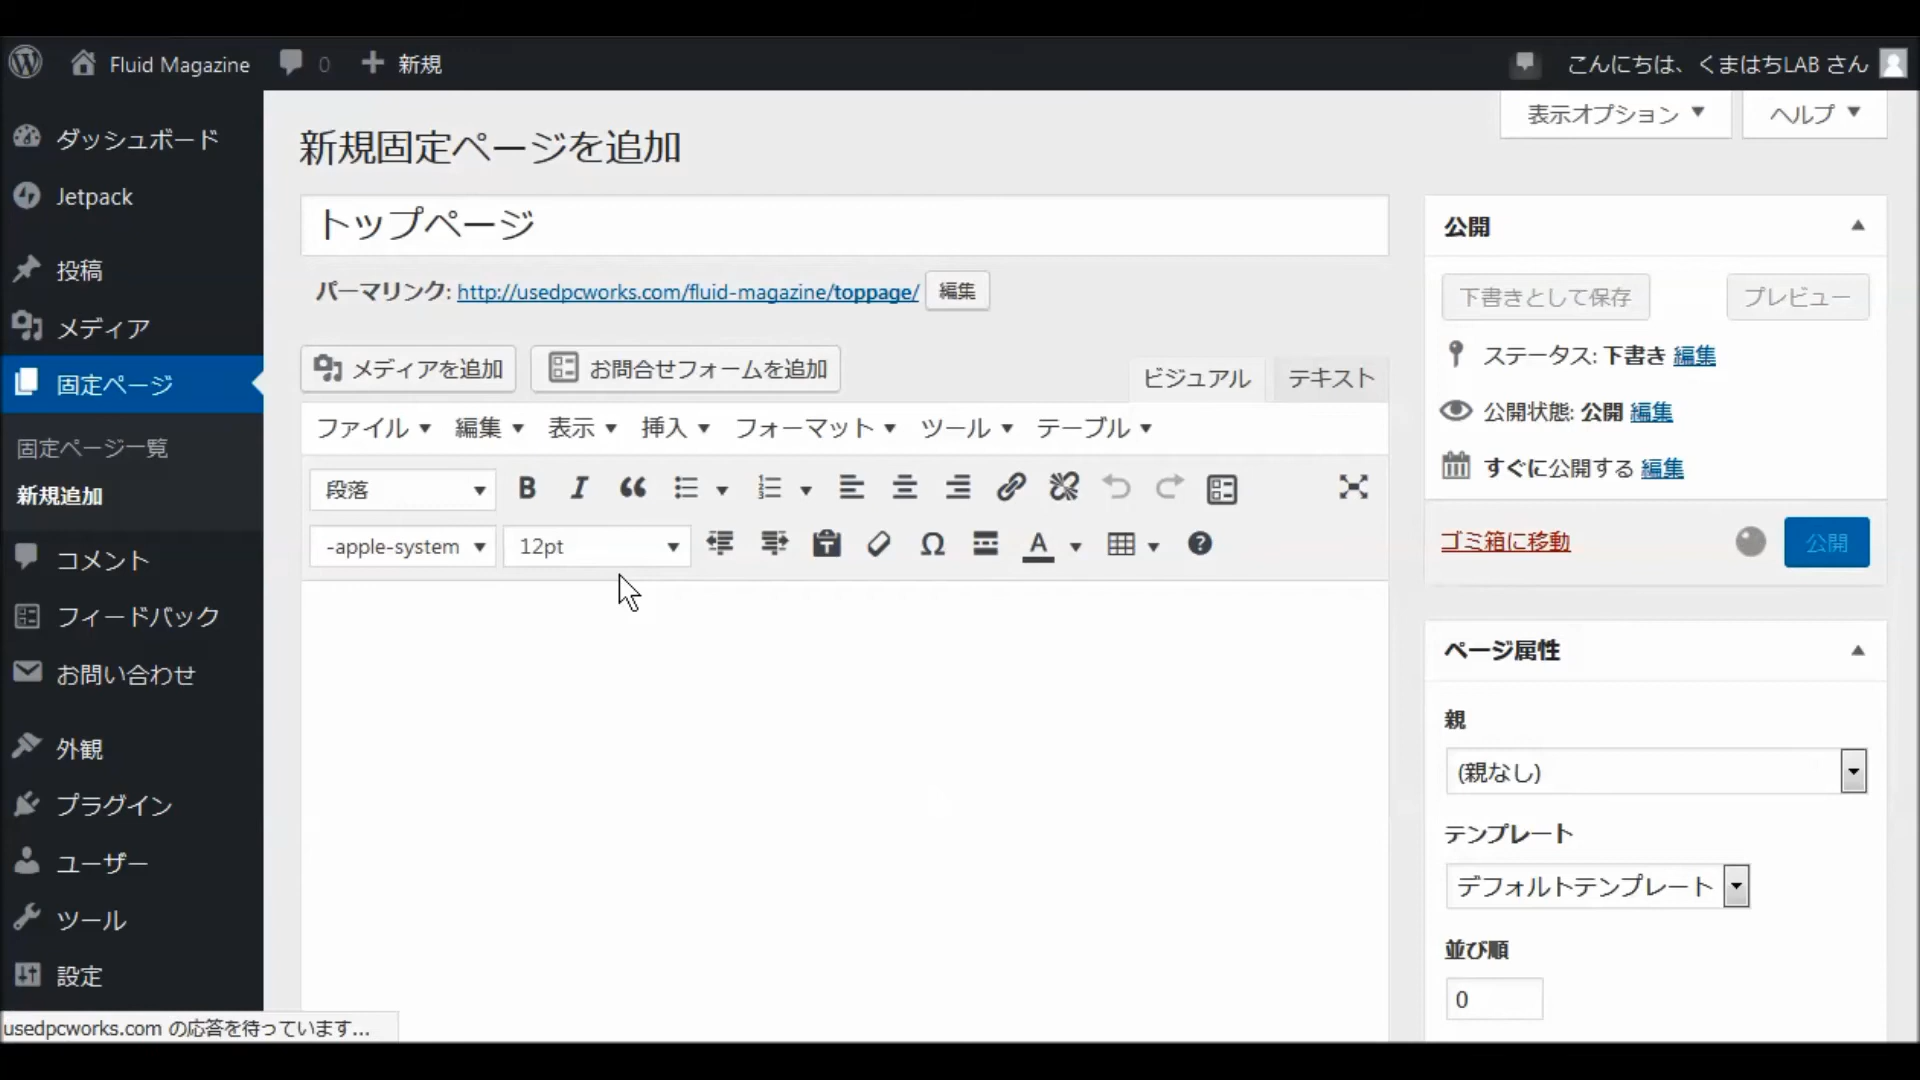 Fluid Magazine 0 新規
こんにちは、くまはちLAB さん
表示オプション ヘルプ
ダッシュボード
Jetpack
投稿
メディア
固定ページ
固定ページ一覧
新規追加
コメント
フィードバック
お問い合わせ
外観
プラグイン
ユーザー
ツール
設定
新規固定ページを追加
トップページ
パーマリンク: http://usedpcworks.com/fluid-magazine/toppage/ 編集
メディアを追加 お問合せフォームを追加
ビジュアル テキスト
ファイル 編集 表示 挿入 フォーマット ツール テーブル
段落
-apple-system 12pt
公開
下書きとして保存 プレビュー
ステータス: 下書き 編集
公開状態: 公開 編集
すぐに公開する 編集
ゴミ箱に移動 公開
ページ属性
親
(親なし)
テンプレート
デフォルトテンプレート
並び順
0
usedpcworks.com の応答を待っています...